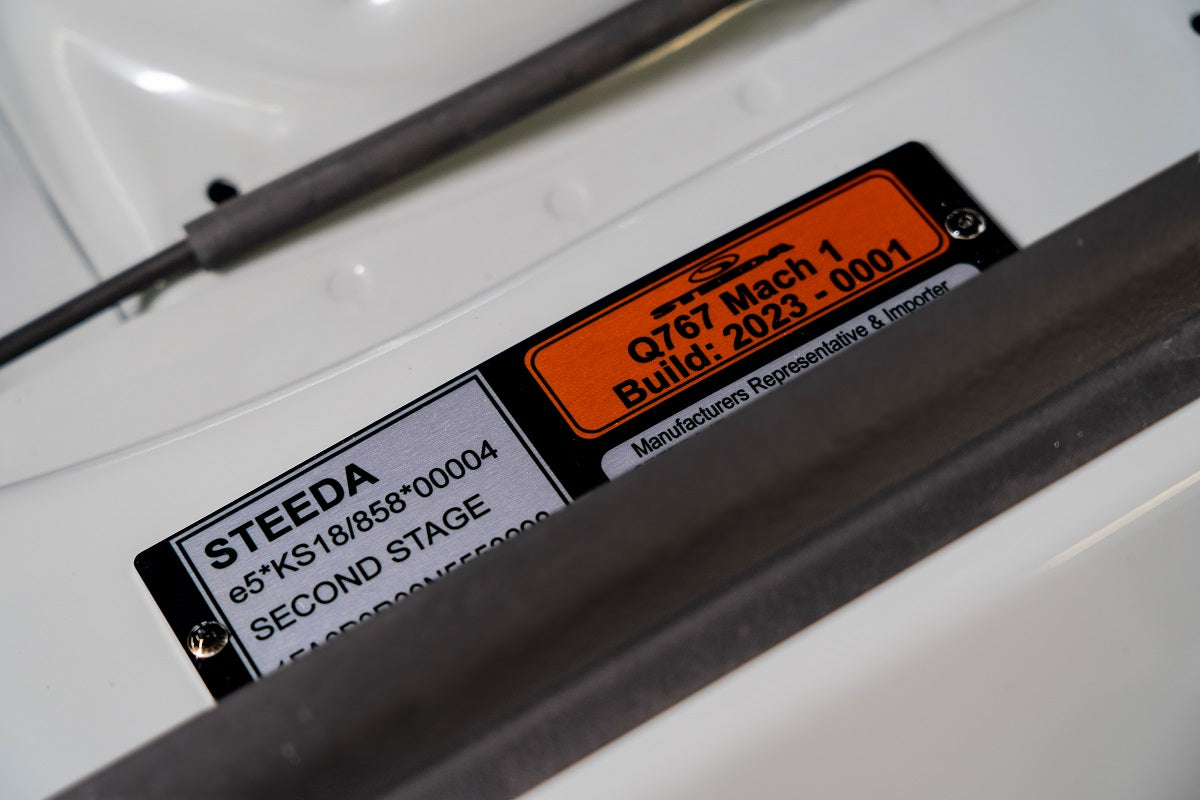 STEEDA
e5*KS18/858*00004
SECOND STAGE
STEEDA
Q767 Mach 1
Build: 2023 - 0001
Manufacturers Representative & Importer